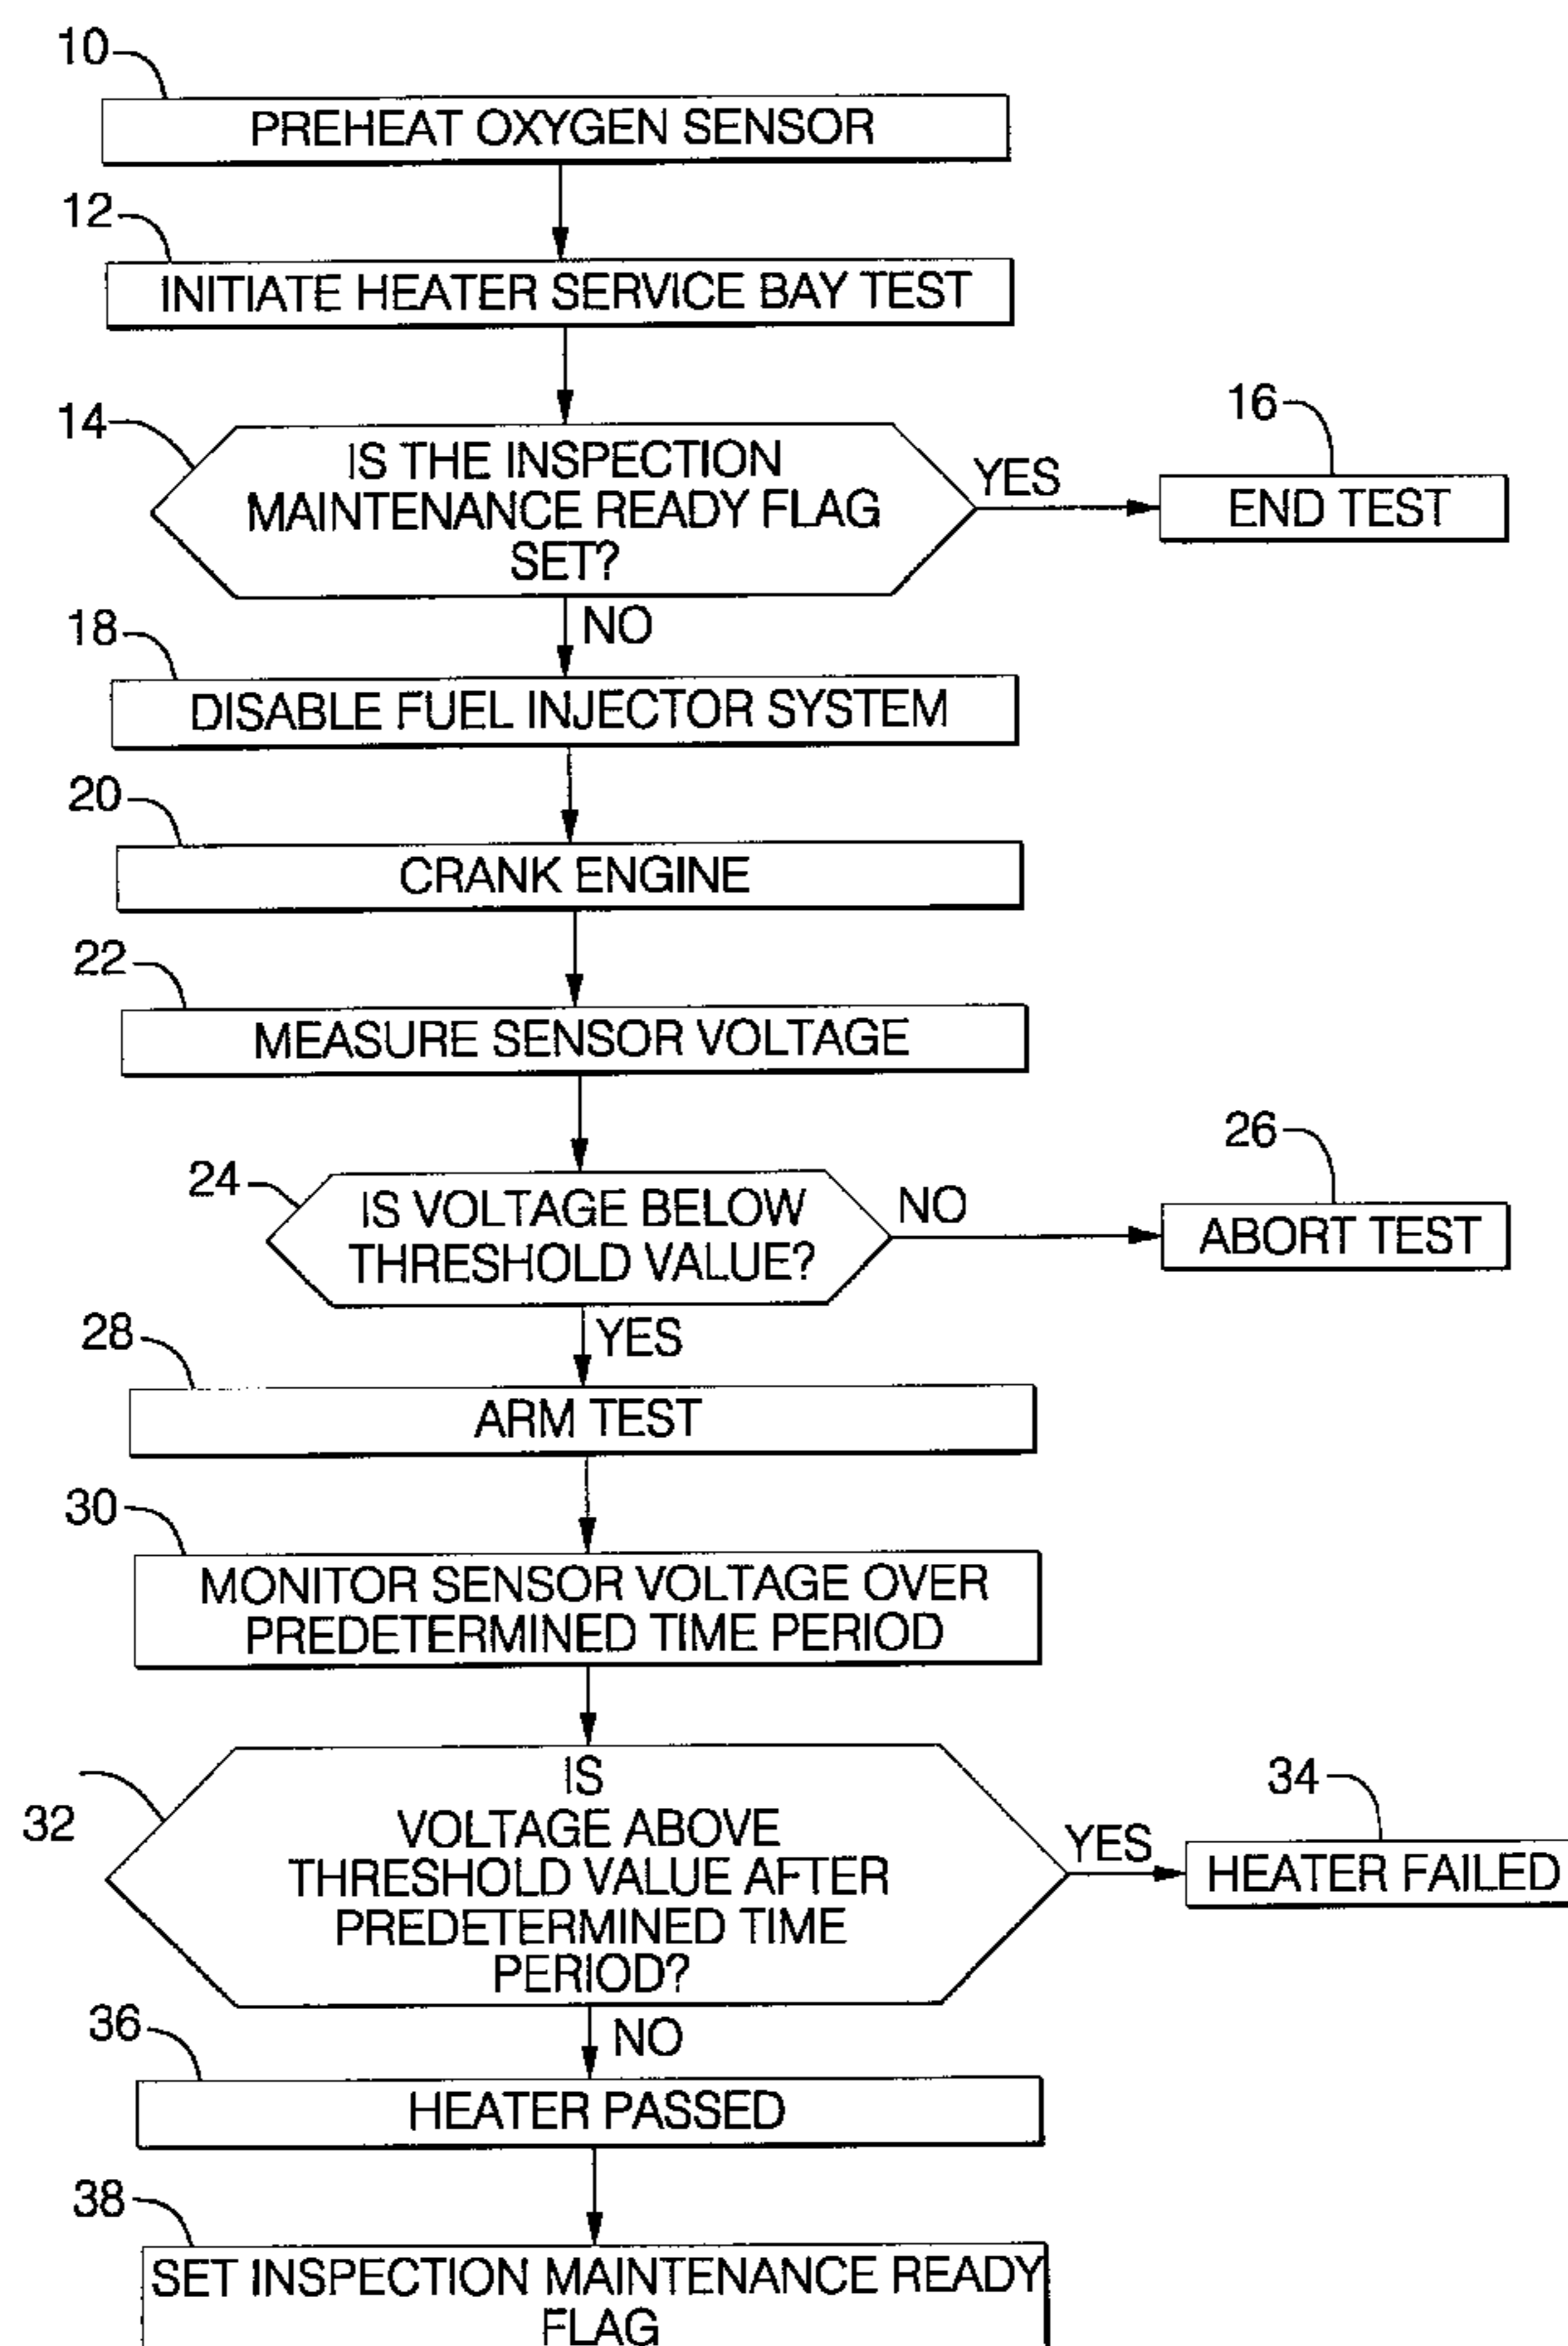 10
PREHEAT OXYGEN SENSOR
12
INITIATE HEATER SERVICE BAY TEST
14
IS THE INSPECTION
MAINTENANCE READY FLAG
SET?
YES
16
END TEST
NO
18
DISABLE FUEL INJECTOR SYSTEM
20
CRANK ENGINE
22
MEASURE SENSOR VOLTAGE
24
IS VOLTAGE BELOW
THRESHOLD VALUE?
NO
26
ABORT TEST
YES
28
ARM TEST
30
MONITOR SENSOR VOLTAGE OVER
PREDETERMINED TIME PERIOD
32
IS
VOLTAGE ABOVE
THRESHOLD VALUE AFTER
PREDETERMINED TIME
PERIOD?
YES
34
HEATER FAILED
NO
36
HEATER PASSED
38
SET INSPECTION MAINTENANCE READY
FLAG